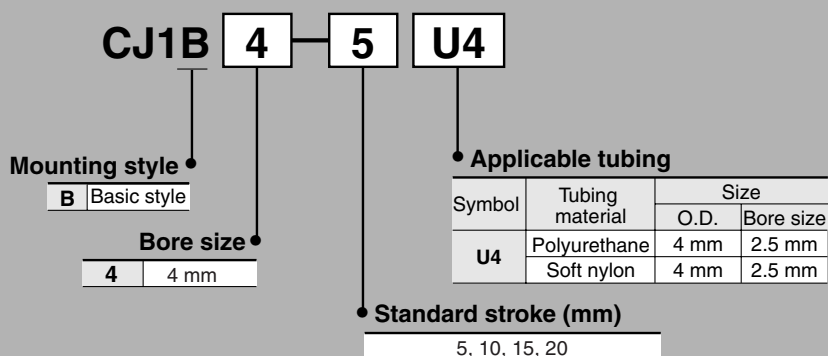 CJ1B 4 — 5 U4
Mounting style
B Basic style
Bore size
4 4 mm
Applicable tubing
Symbol Tubing material Size
O.D. Bore size
U4 Polyurethane 4 mm 2.5 mm
Soft nylon 4 mm 2.5 mm
Standard stroke (mm)
5, 10, 15, 20